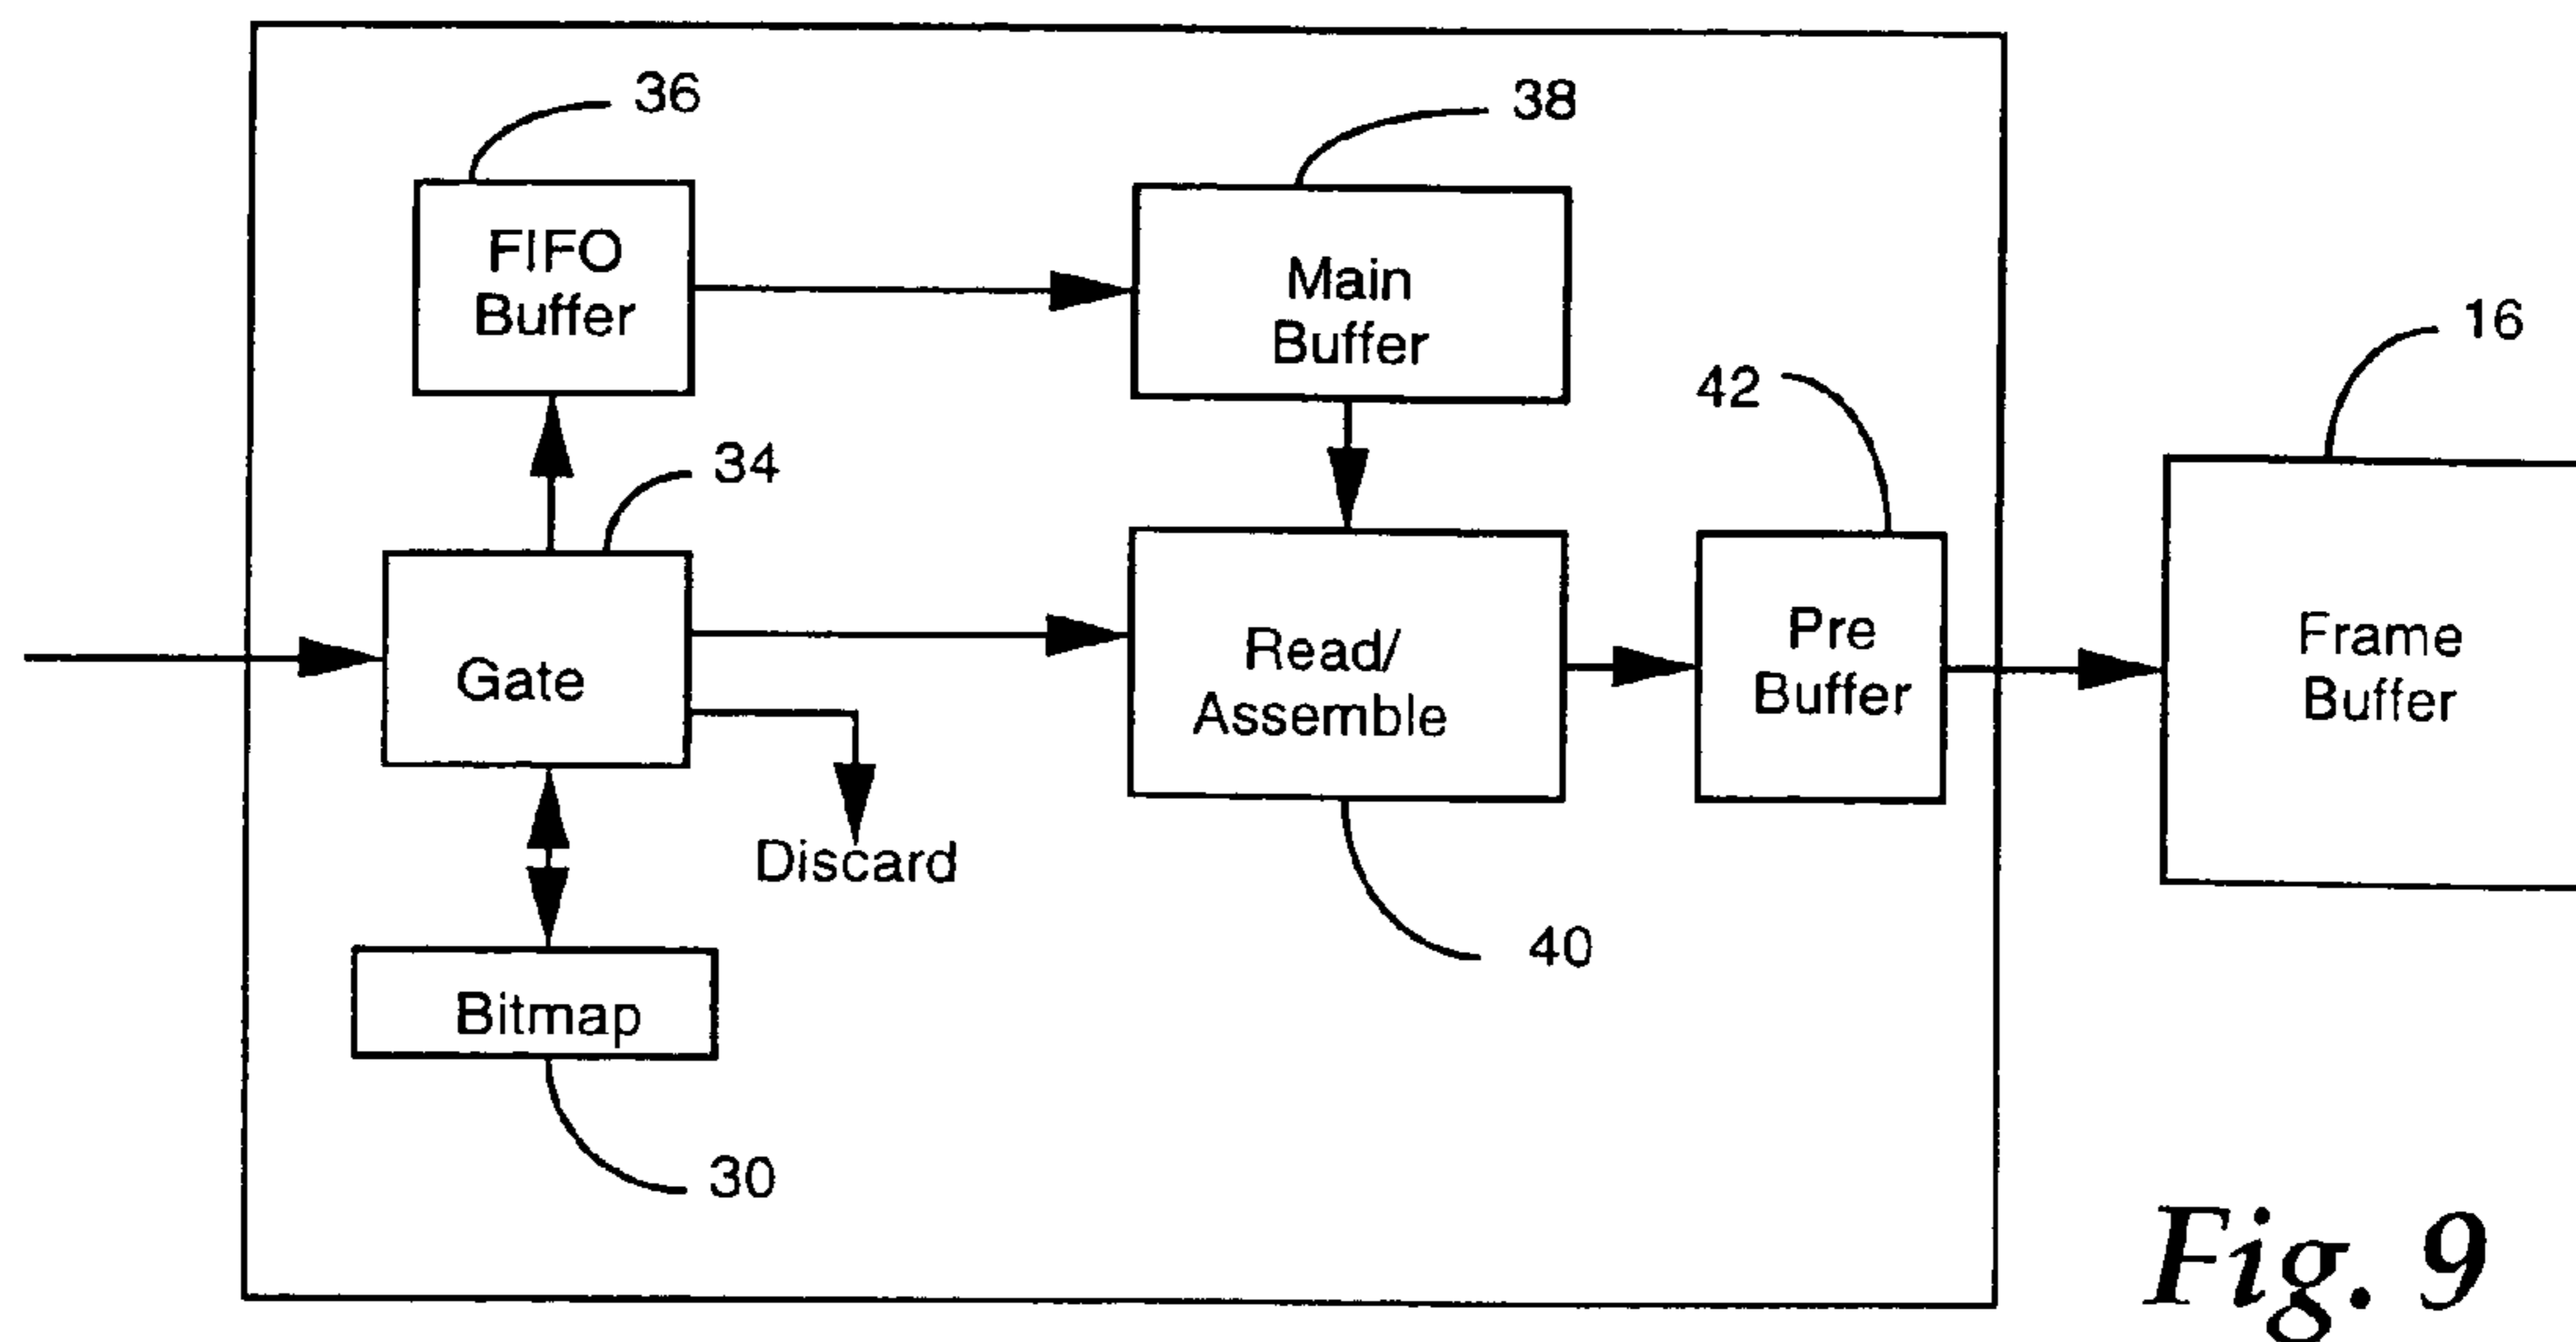 36
38
FIFO
Buffer
Main
Buffer
16
42
34
Gate
Read/
Assemble
Pre
Buffer
Frame
Buffer
Discard
40
Bitmap
30
Fig. 9